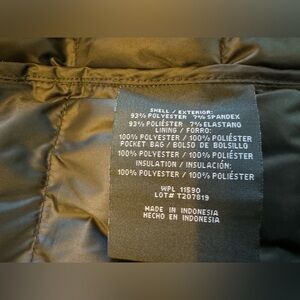 SHELL / EXTERIOR:
93% POLYESTER 7% SPANDEX
93% POLIÉSTER 7% ELASTANO
LINING / FORRO:
100% POLYESTER / 100% POLIÉSTER
POCKET BAG / BOLSO DE BOLSILLO
100% POLYESTER / 100% POLIÉSTER
INSULATION / INSULACIÓN:
100% POLYESTER / 100% POLIÉSTER
WPL 11590
LOT# T207819
MADE IN INDONESIA
HECHO EN INDONESIA